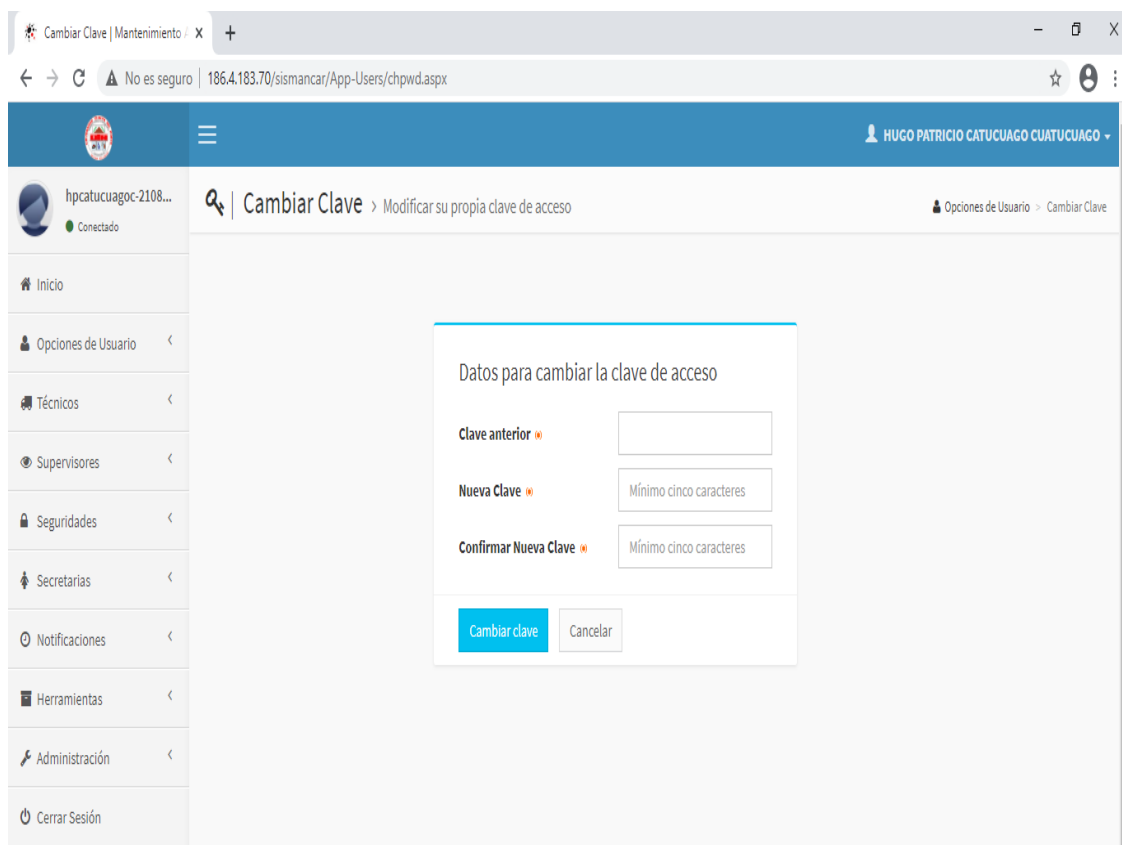 Cambiar Clave | Mantenimiento
No es seguro | 186.4.183.70/sismancar/App-Users/chpwd.aspx
HUGO PATRICIO CATUCUAGO CUATUCUAGO
hpcatucuagoc-2108...
Conectado
Cambiar Clave > Modificar su propia clave de acceso
Opciones de Usuario > Cambiar Clave
Inicio
Opciones de Usuario
Técnicos
Supervisores
Seguridades
Secretarias
Notificaciones
Herramientas
Administración
Cerrar Sesión
Datos para cambiar la clave de acceso
Clave anterior (*)
Nueva Clave (*) Mínimo cinco caracteres
Confirmar Nueva Clave (*) Mínimo cinco caracteres
Cambiar clave Cancelar